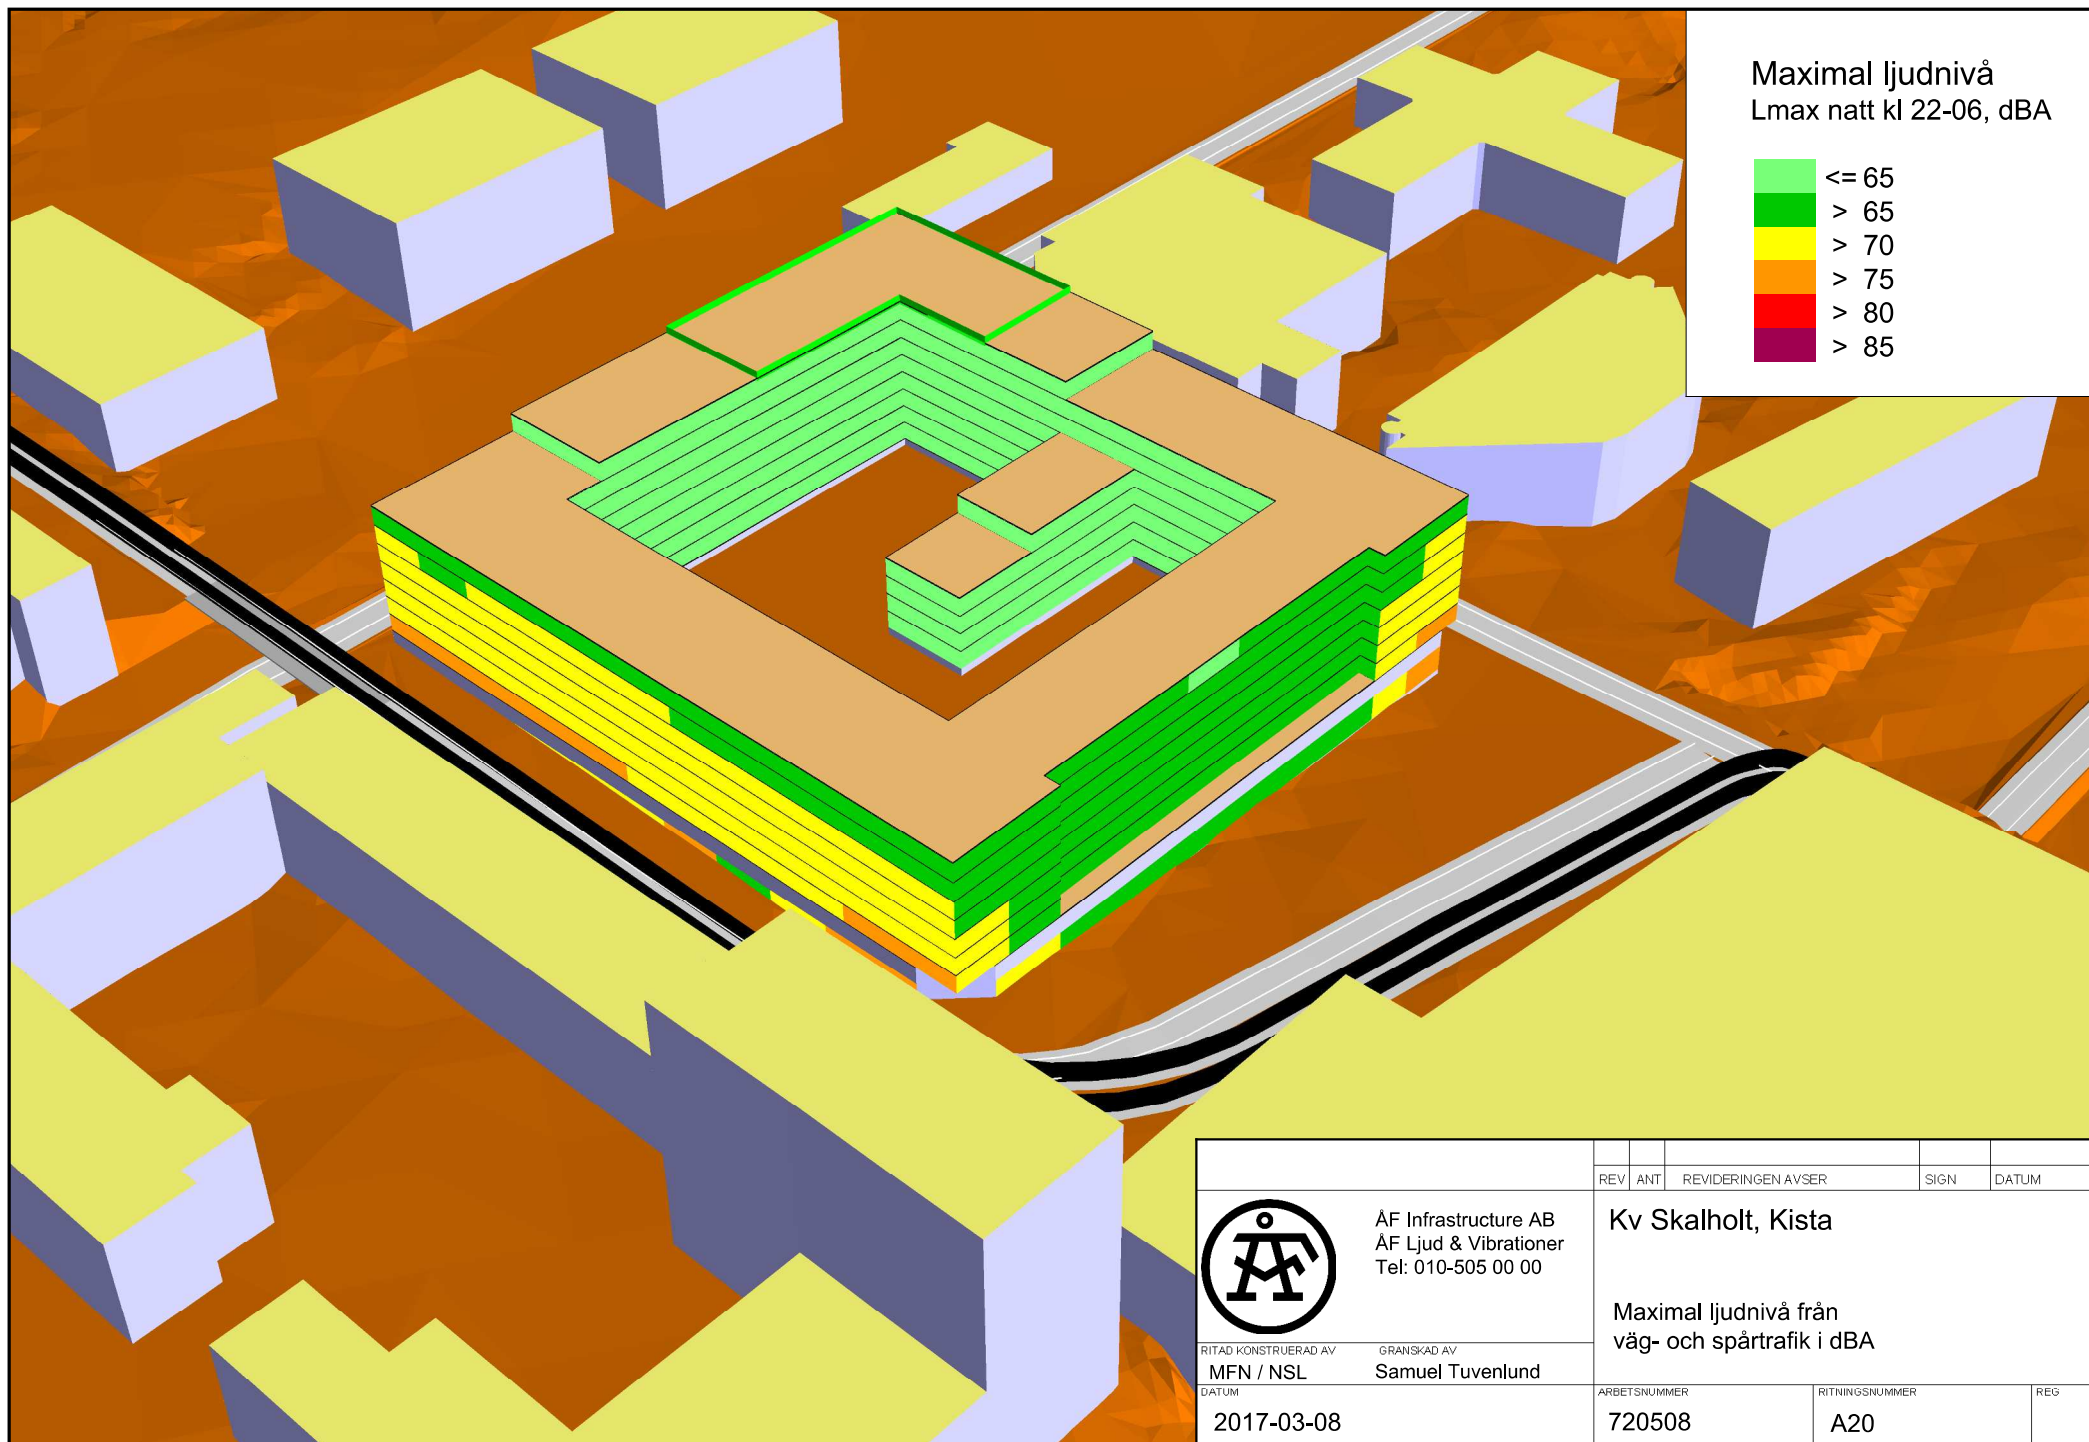 Maximal ljudnivå
Lmax natt kl 22-06, dBA
<= 65
> 65
> 70
> 75
> 80
> 85
REV ANT REVIDERINGEN AVSER SIGN DATUM
ÅF
ÅF Infrastructure AB
ÅF Ljud & Vibrationer
Tel: 010-505 00 00
Kv Skalholt, Kista
Maximal ljudnivå från
väg- och spårtrafik i dBA
RITAD KONSTRUERAD AV GRANSKAD AV
MFN / NSL Samuel Tuvenlund
DATUM ARBETSNUMMER RITNINGSNUMMER REG
2017-03-08 720508 A20